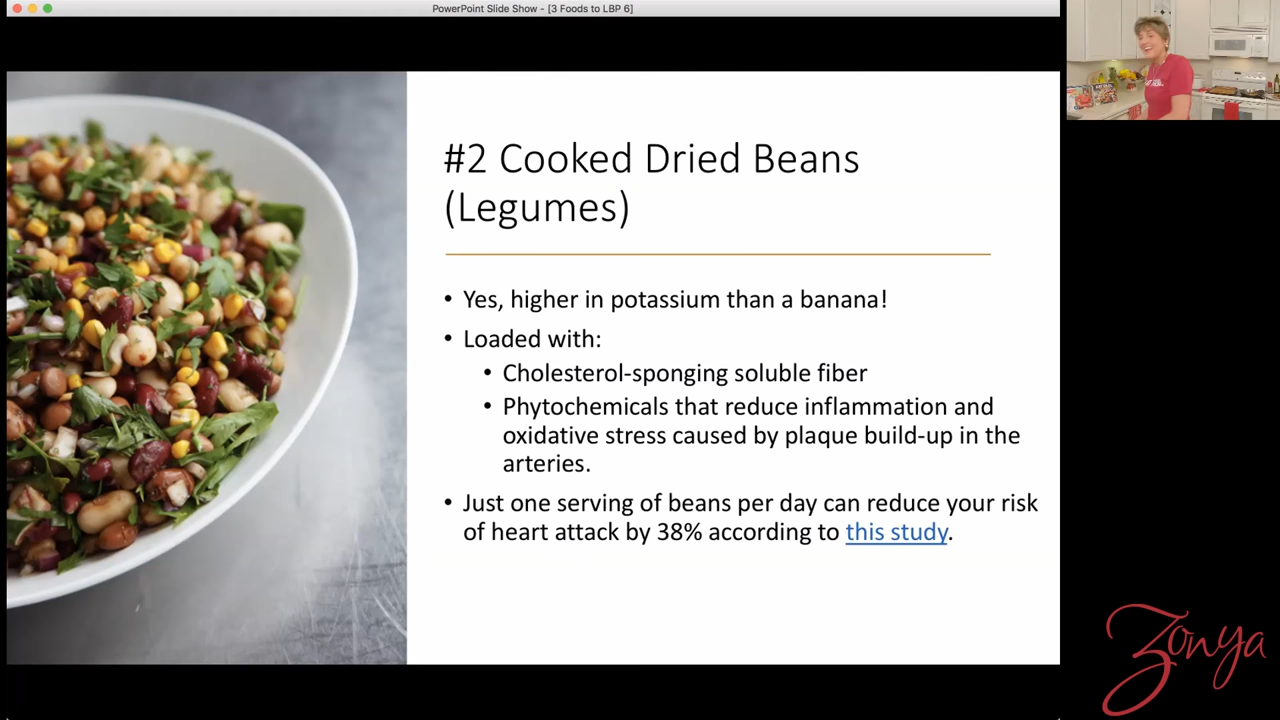 PowerPoint Slide Show - [3 Foods to LBP 6]
#2 Cooked Dried Beans
(Legumes)
• Yes, higher in potassium than a banana!
• Loaded with:
• Cholesterol-sponging soluble fiber
• Phytochemicals that reduce inflammation and
oxidative stress caused by plaque build-up in the
arteries.
• Just one serving of beans per day can reduce your risk
of heart attack by 38% according to this study.
Zonya